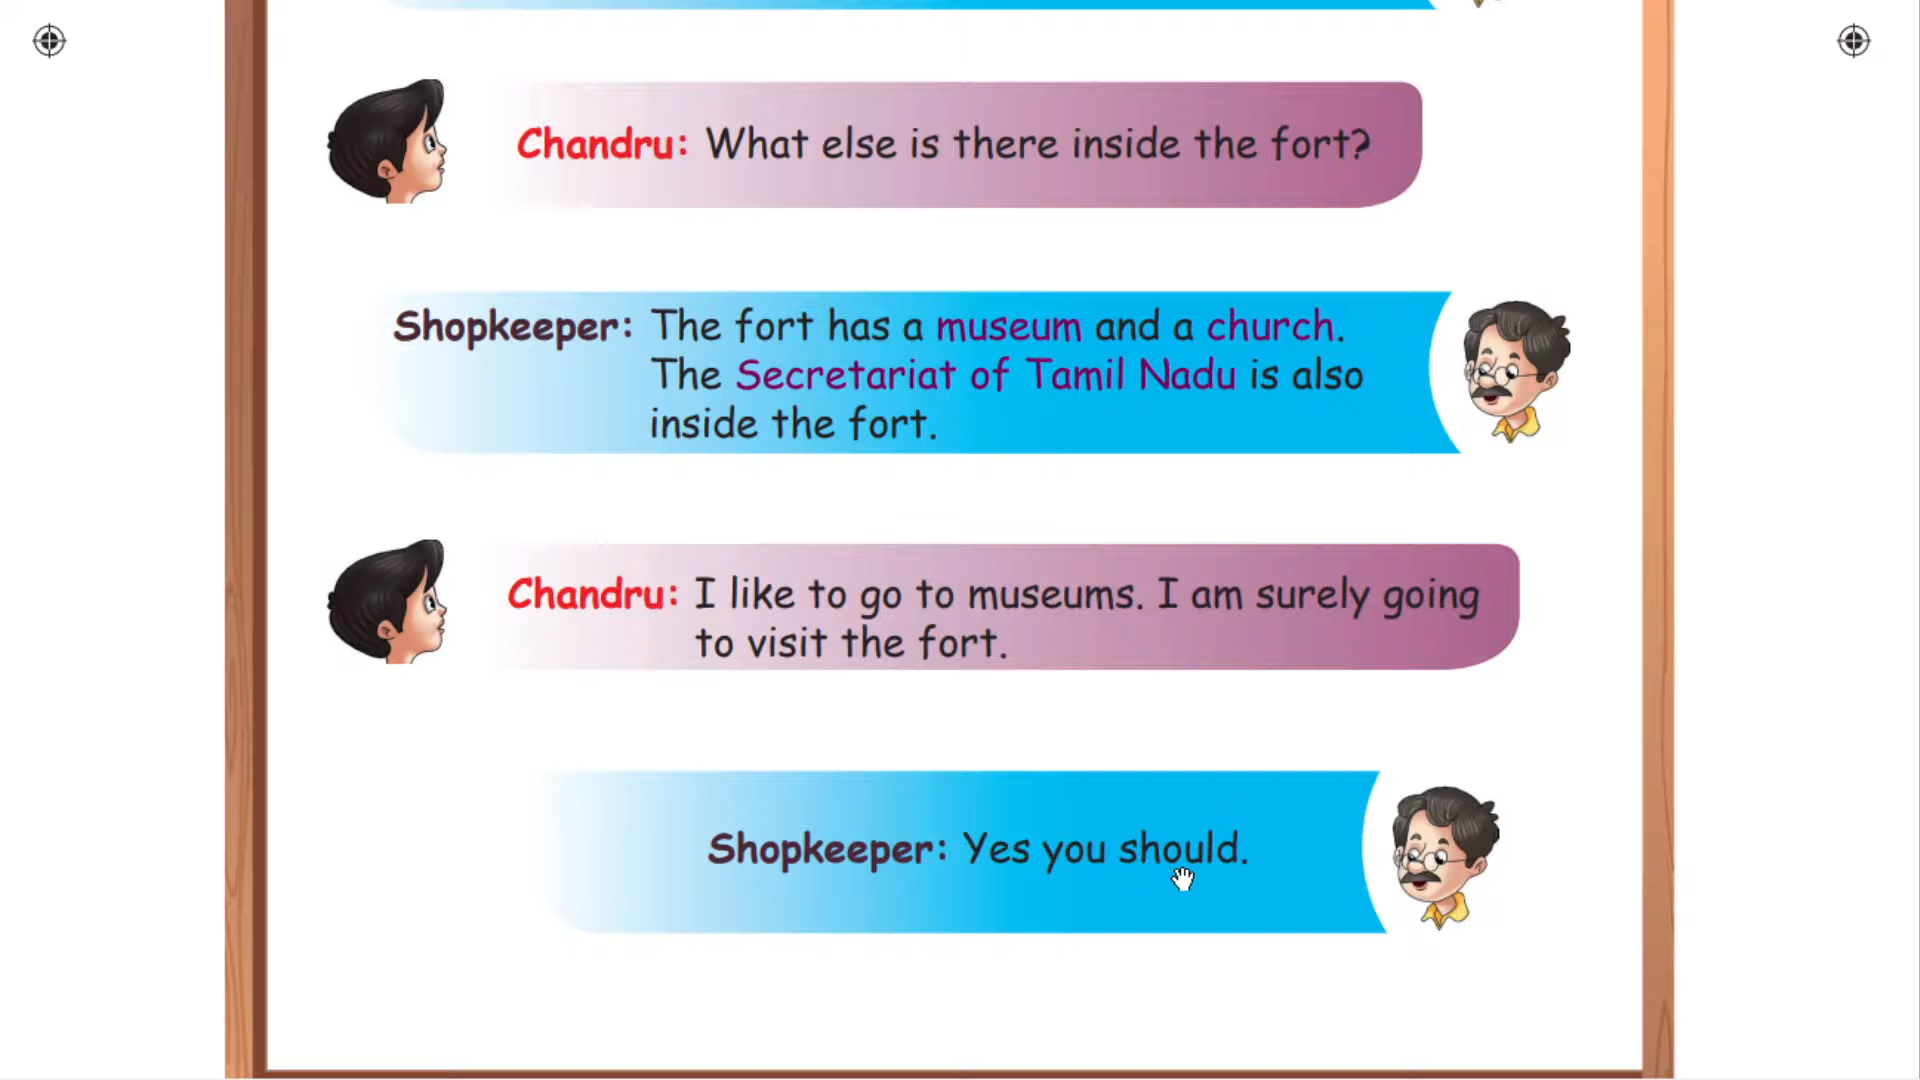 Chandru: What else is there inside the fort?
Shopkeeper: The fort has a museum and a church.
The Secretariat of Tamil Nadu is also
inside the fort.
Chandru: I like to go to museums. I am surely going
to visit the fort.
Shopkeeper: Yes you should.